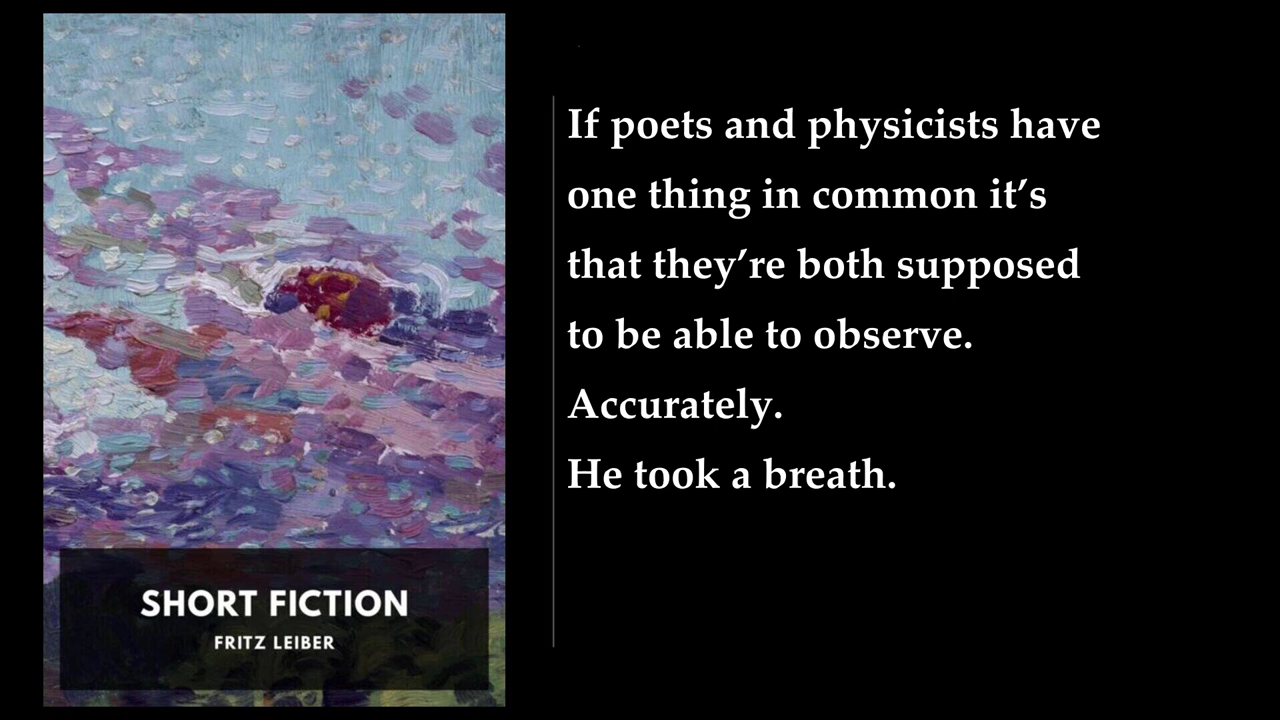 If poets and physicists have
one thing in common it’s
that they’re both supposed
to be able to observe.
Accurately.
He took a breath.
SHORT FICTION
FRITZ LEIBER